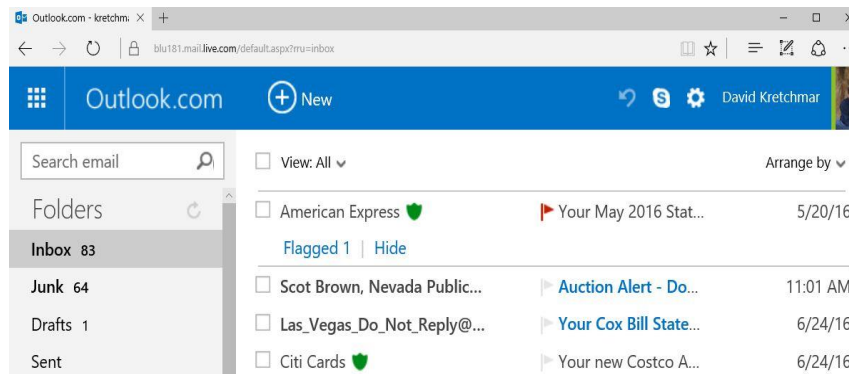 Outlook.com - kretchm
blu181.mail.live.com/default.aspx?rru=inbox
Outlook.com New David Kretchmar
Search email View: All Arrange by
Folders American Express Your May 2016 Stat... 5/20/16
Inbox 83 Flagged 1 | Hide
Junk 64 Scot Brown, Nevada Public... Auction Alert - Do... 11:01 AM
Drafts 1 Las_Vegas_Do_Not_Reply@... Your Cox Bill State... 6/24/16
Sent Citi Cards Your new Costco A... 6/24/16